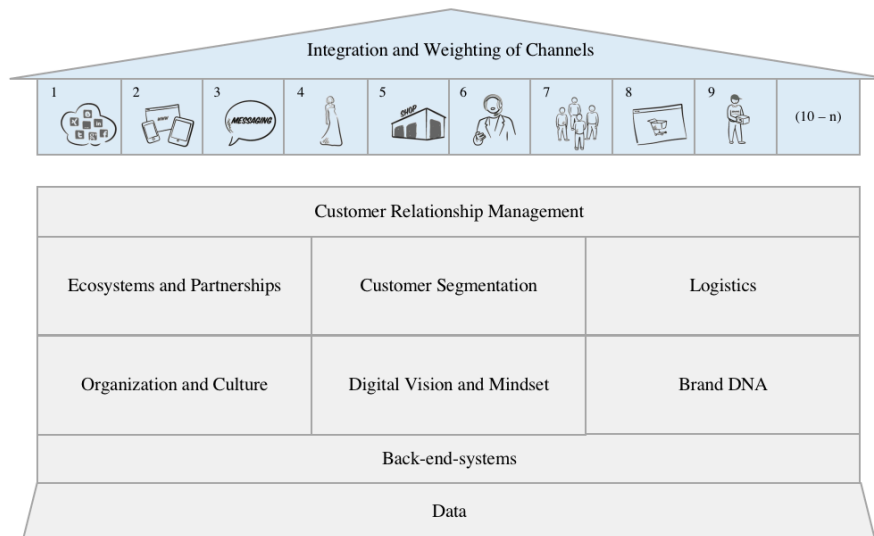 Integration and Weighting of Channels
1 2 3 4 5 6 7 8 9
WWW
MESSAGING
SHOP
(10 – n)
Customer Relationship Management
Ecosystems and Partnerships
Customer Segmentation
Logistics
Organization and Culture
Digital Vision and Mindset
Brand DNA
Back-end-systems
Data